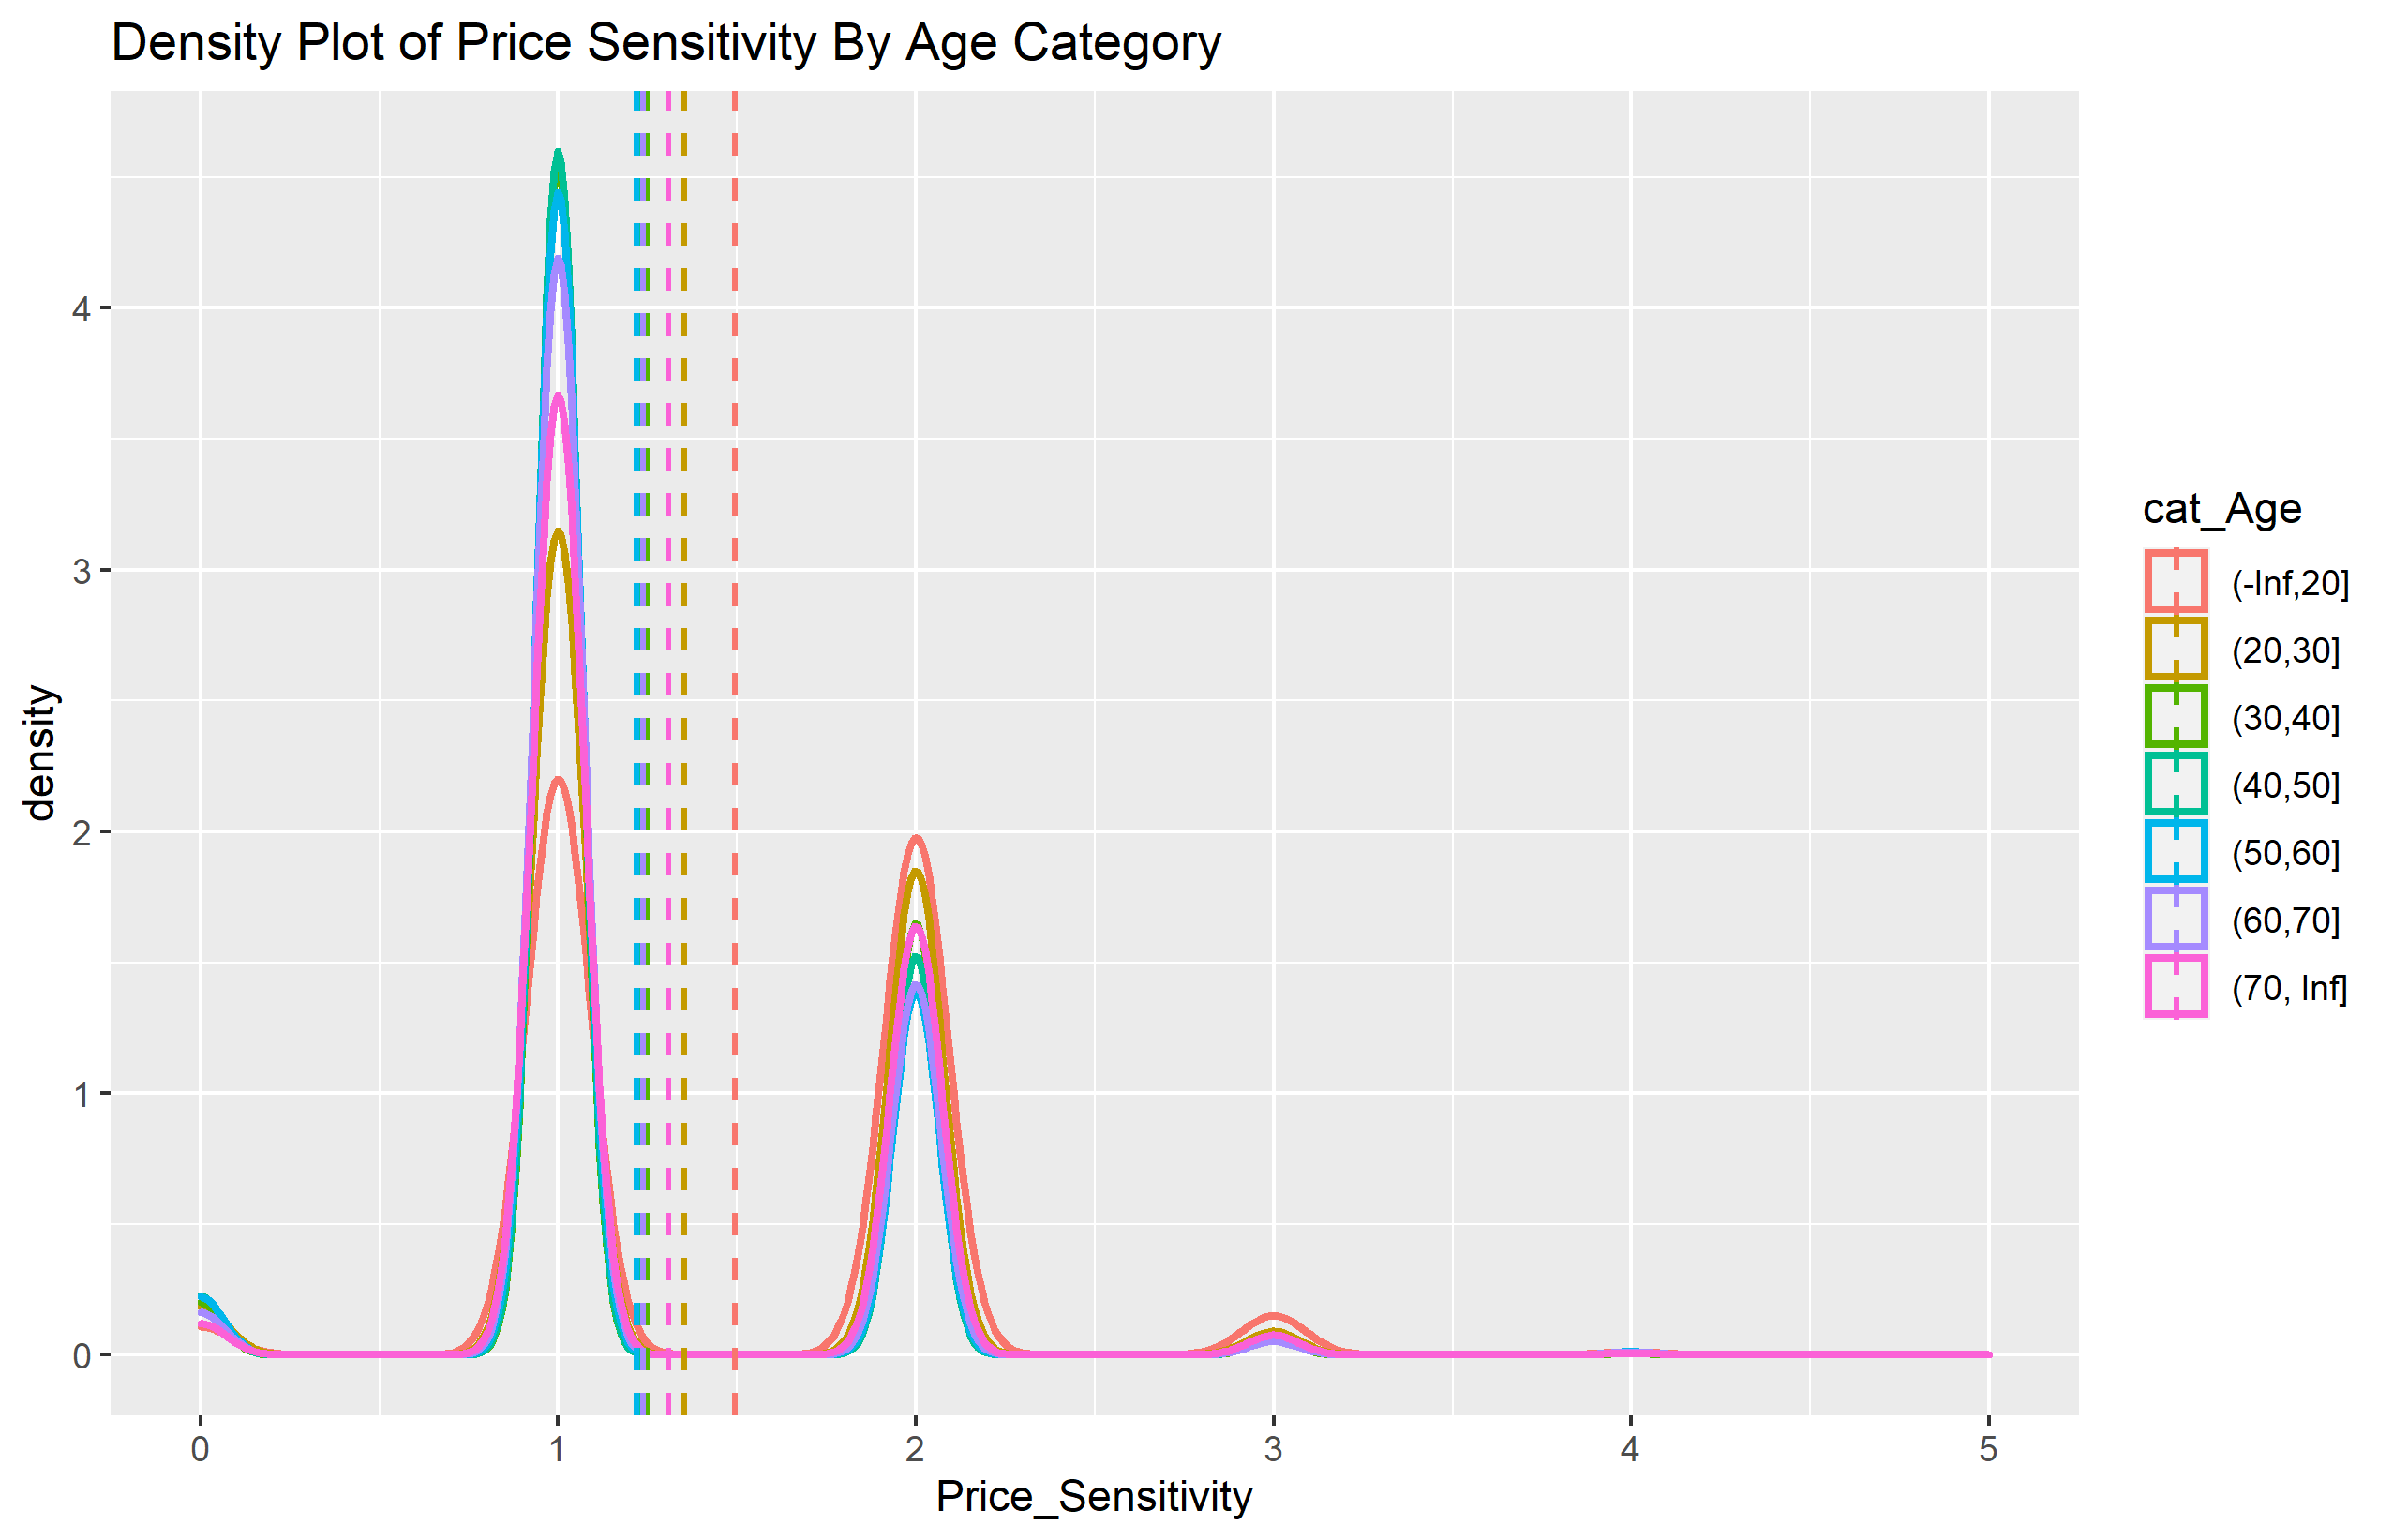 Density Plot of Price Sensitivity By Age Category
4
3
2
1
0
density
0 1 2 3 4 5
Price_Sensitivity
cat_Age
(-Inf,20]
(20,30]
(30,40]
(40,50]
(50,60]
(60,70]
(70, Inf]